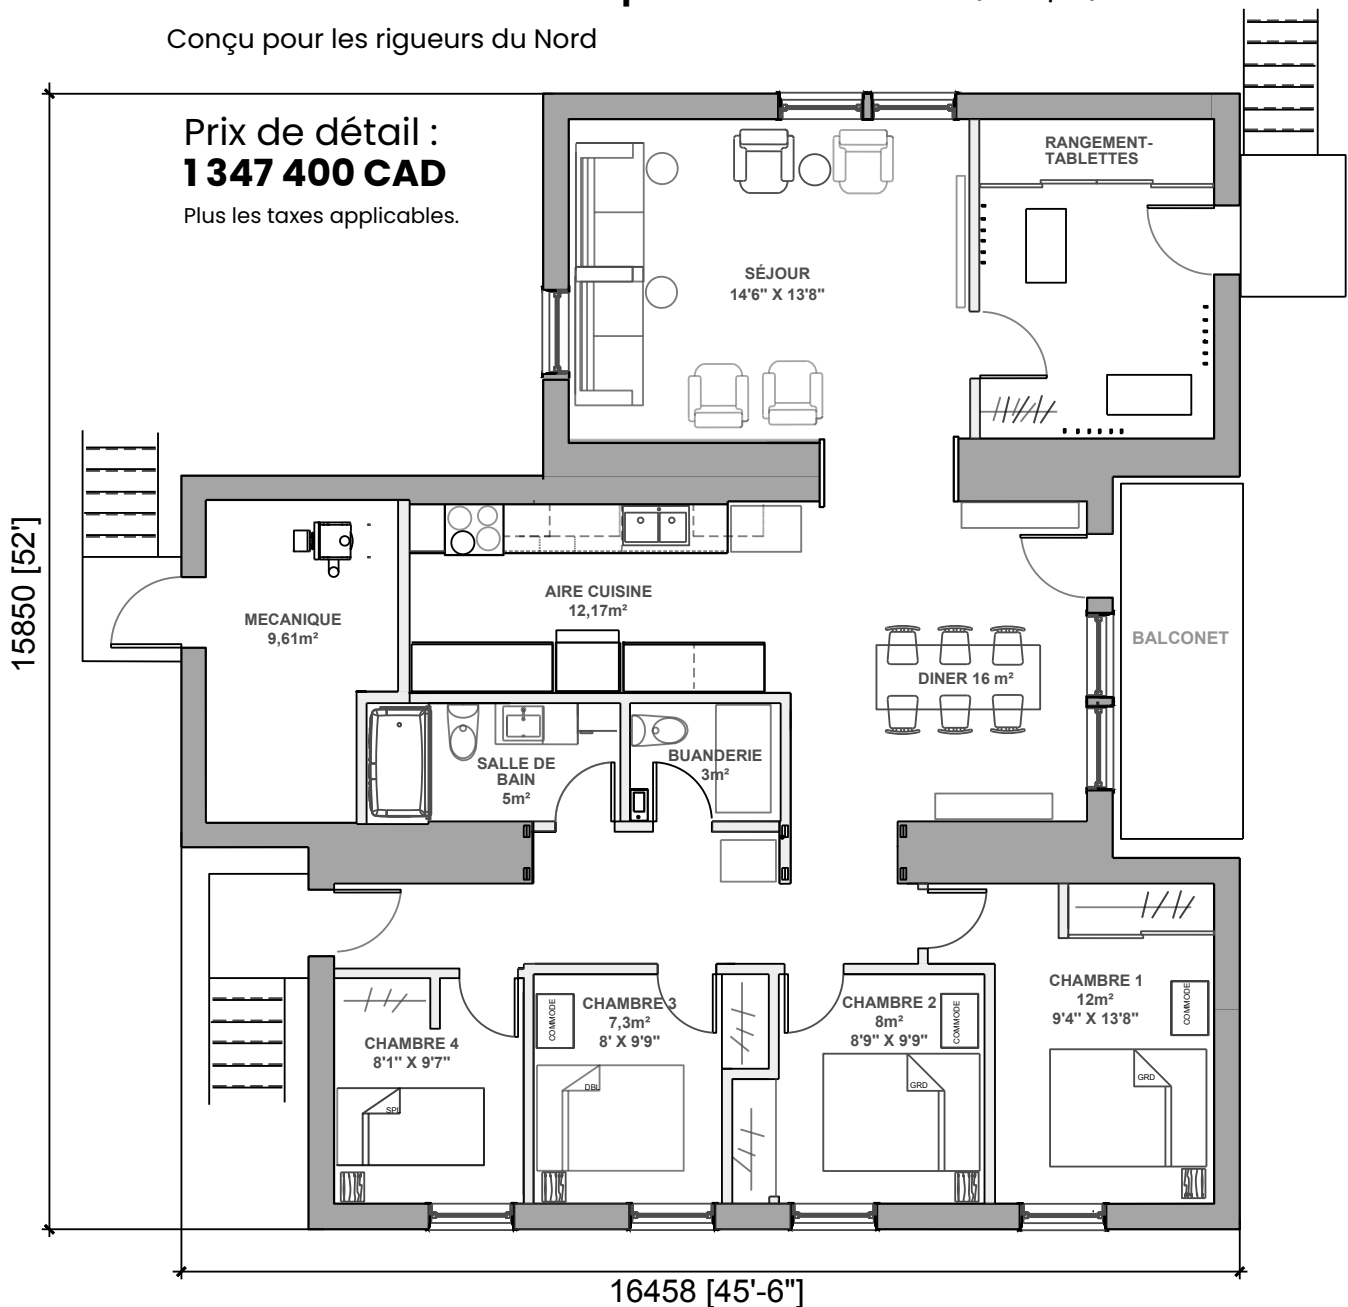 Conçu pour les rigueurs du Nord
Prix de détail :
1 347 400 CAD
Plus les taxes applicables.
RANGEMENT-
TABLETTES
SÉJOUR
14'6" X 13'8"
15850 [52']
MECANIQUE
9,61m²
AIRE CUISINE
12,17m²
BALCONET
DINER 16 m²
SALLE DE
BAIN
5m²
BUANDERIE
3m²
CHAMBRE 4
8'1" X 9'7"
SPL
COMMODE
CHAMBRE 3
7,3m²
8' X 9'9"
DBL
CHAMBRE 2
8m²
8'9" X 9'9"
COMMODE
GRD
CHAMBRE 1
12m²
9'4" X 13'8"
COMMODE
GRD
16458 [45'-6"]